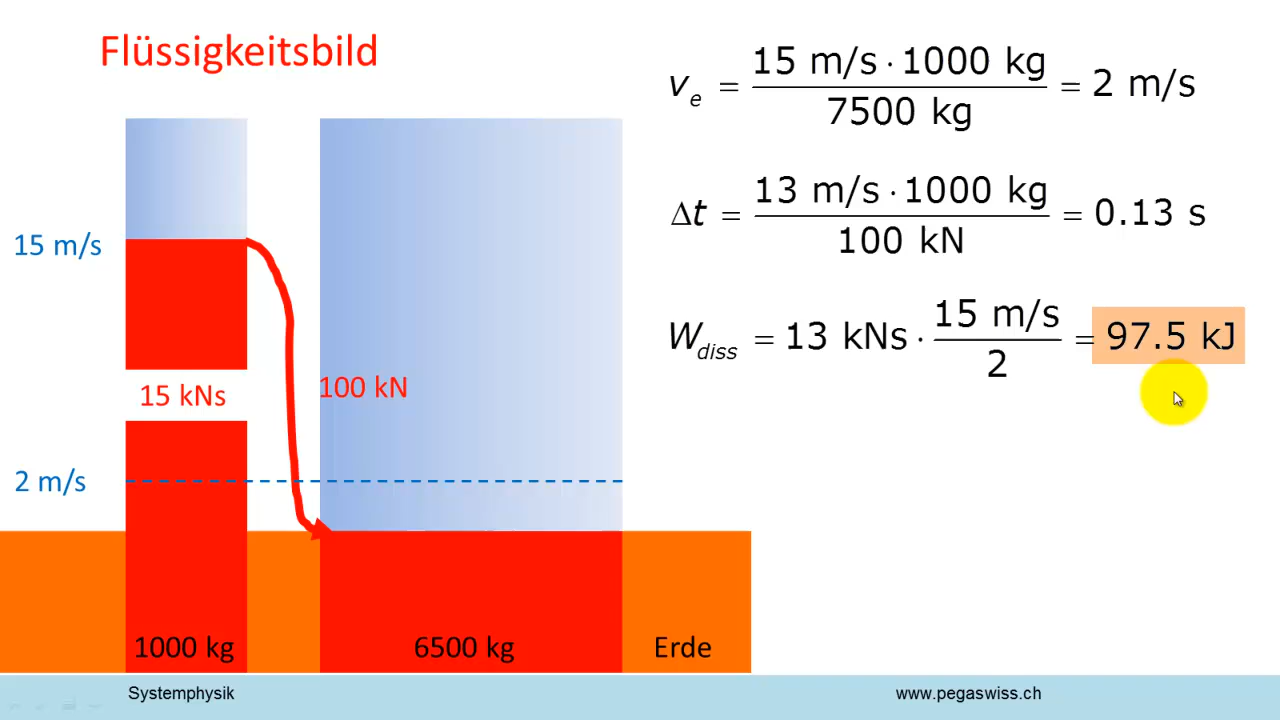 Flüssigkeitsbild
15 m/s
15 kNs
100 kN
2 m/s
1000 kg
6500 kg
Erde
v_e = (15 m/s · 1000 kg) / (7500 kg) = 2 m/s
Δt = (13 m/s · 1000 kg) / (100 kN) = 0.13 s
W_diss = 13 kNs · (15 m/s) / 2 = 97.5 kJ
Systemphysik
www.pegaswiss.ch